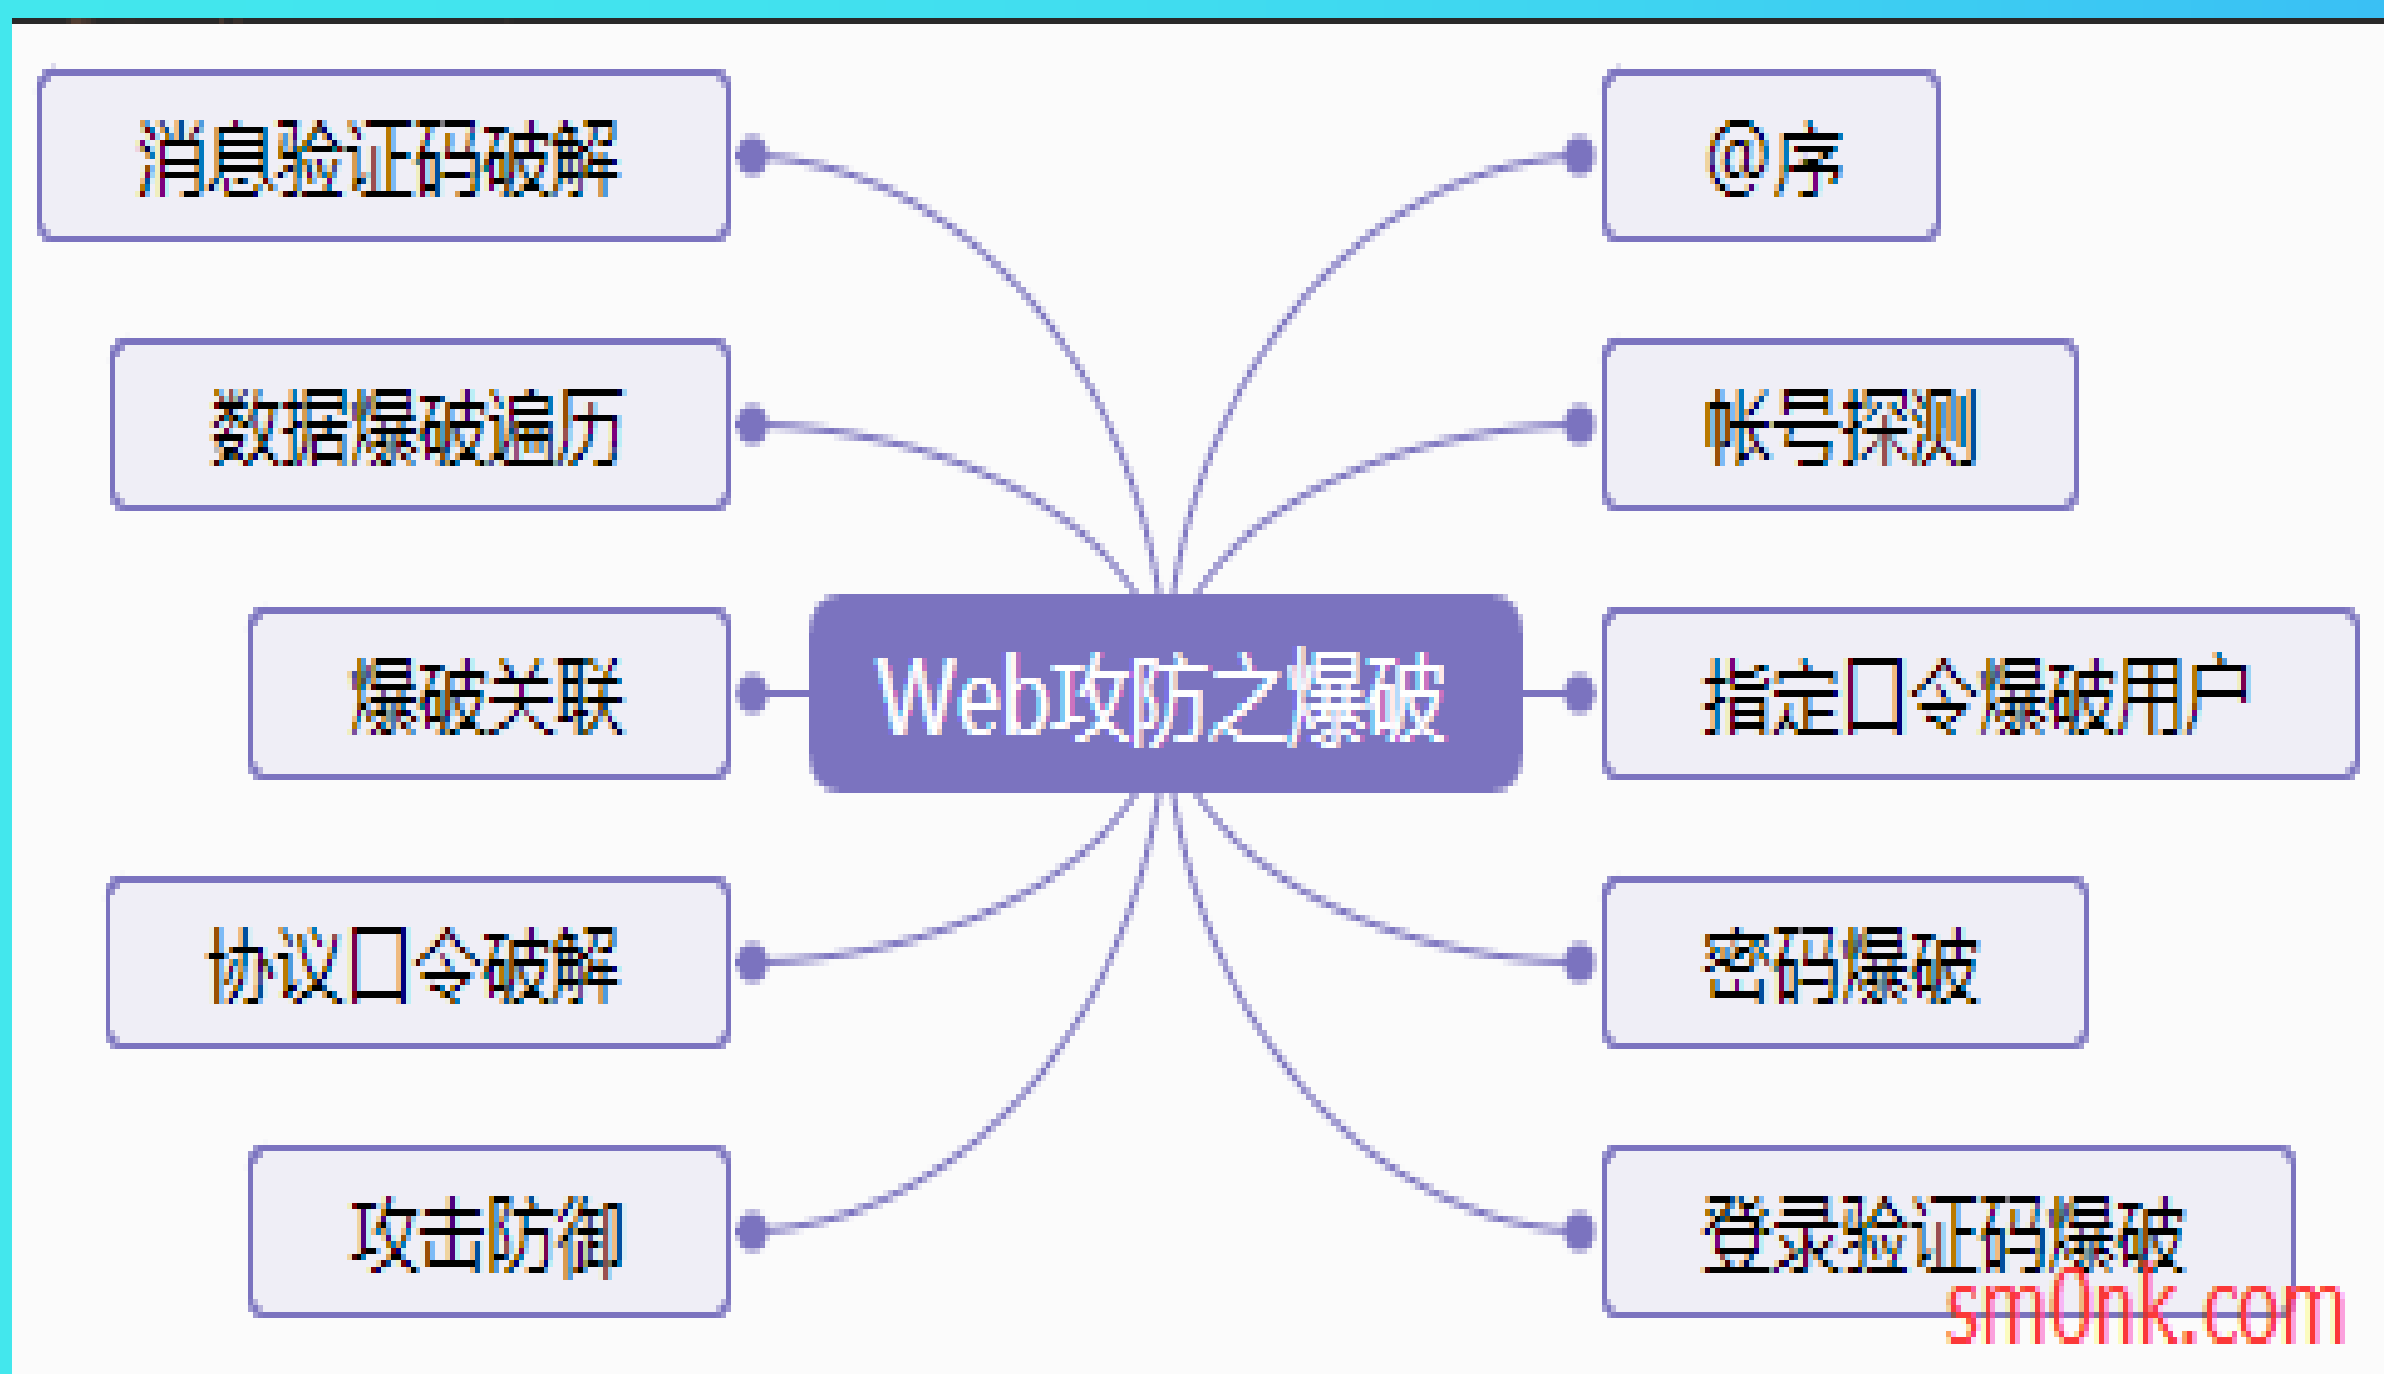 消息验证码破解
@序
数据爆破遍历
帐号探测
爆破关联
Web攻防之爆破
指定口令爆破用户
协议口令破解
密码爆破
攻击防御
登录验证码爆破
sm0nk.com